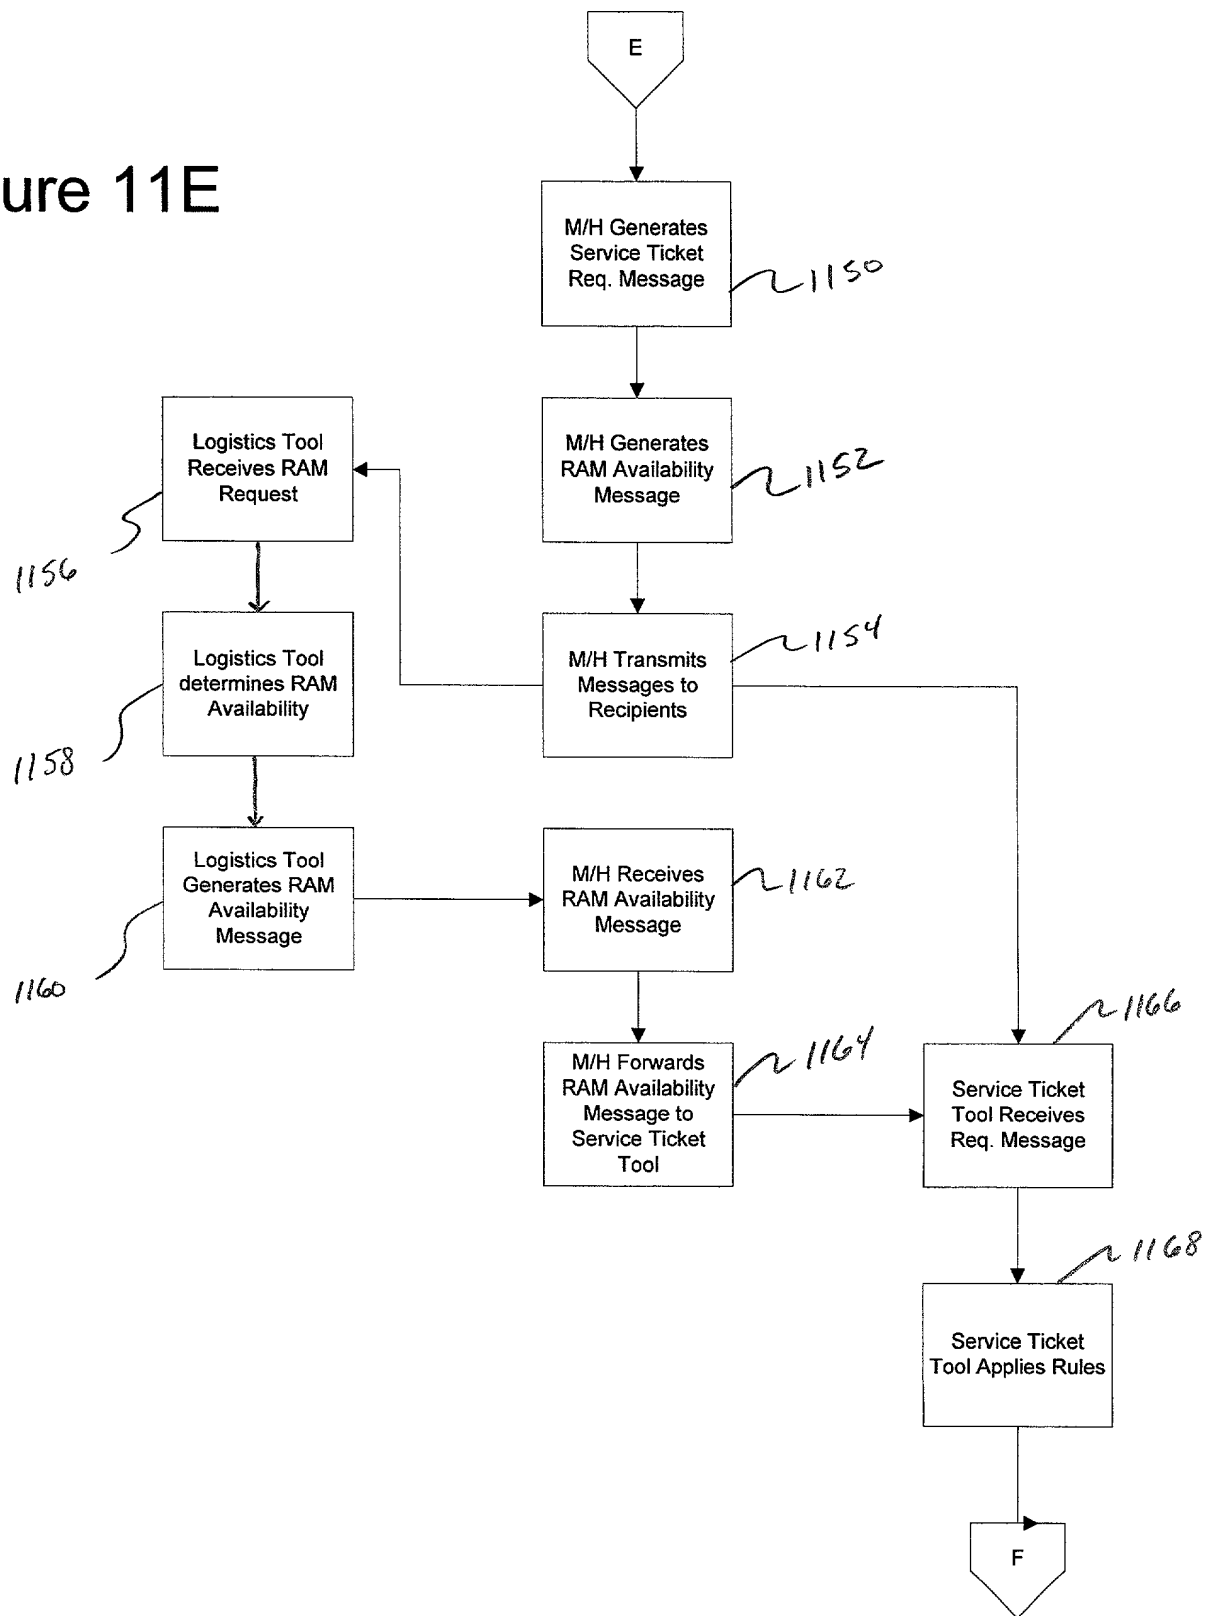 E
ure 11E
M/H Generates
Service Ticket
Req. Message
1150
Logistics Tool
Receives RAM
Request
1156
M/H Generates
RAM Availability
Message
1152
Logistics Tool
determines RAM
Availability
1158
M/H Transmits
Messages to
Recipients
1154
Logistics Tool
Generates RAM
Availability
Message
1160
M/H Receives
RAM Availability
Message
1162
M/H Forwards
RAM Availability
Message to
Service Ticket
Tool
1164
Service Ticket
Tool Receives
Req. Message
1166
Service Ticket
Tool Applies Rules
1168
F